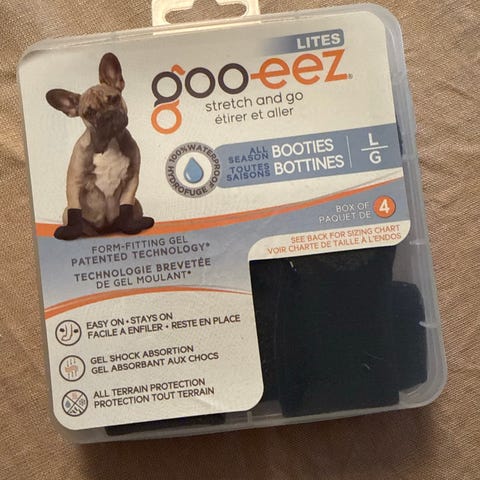 LITES
goo-eez®
stretch and go
étirer et aller
100% WATERPROOF
HYDROFUGE
ALL SEASON BOOTIES
TOUTES SAISONS BOTTINES
L/G
BOX OF
PAQUET DE 4
SEE BACK FOR SIZING CHART
VOIR CHARTE DE TAILLE À L'ENDOS
FORM-FITTING GEL
PATENTED TECHNOLOGY*
TECHNOLOGIE BREVETÉE
DE GEL MOULANT*
EASY ON • STAYS ON
FACILE À ENFILER • RESTE EN PLACE
GEL SHOCK ABSORTION
GEL ABSORBANT AUX CHOCS
ALL TERRAIN PROTECTION
PROTECTION TOUT TERRAIN